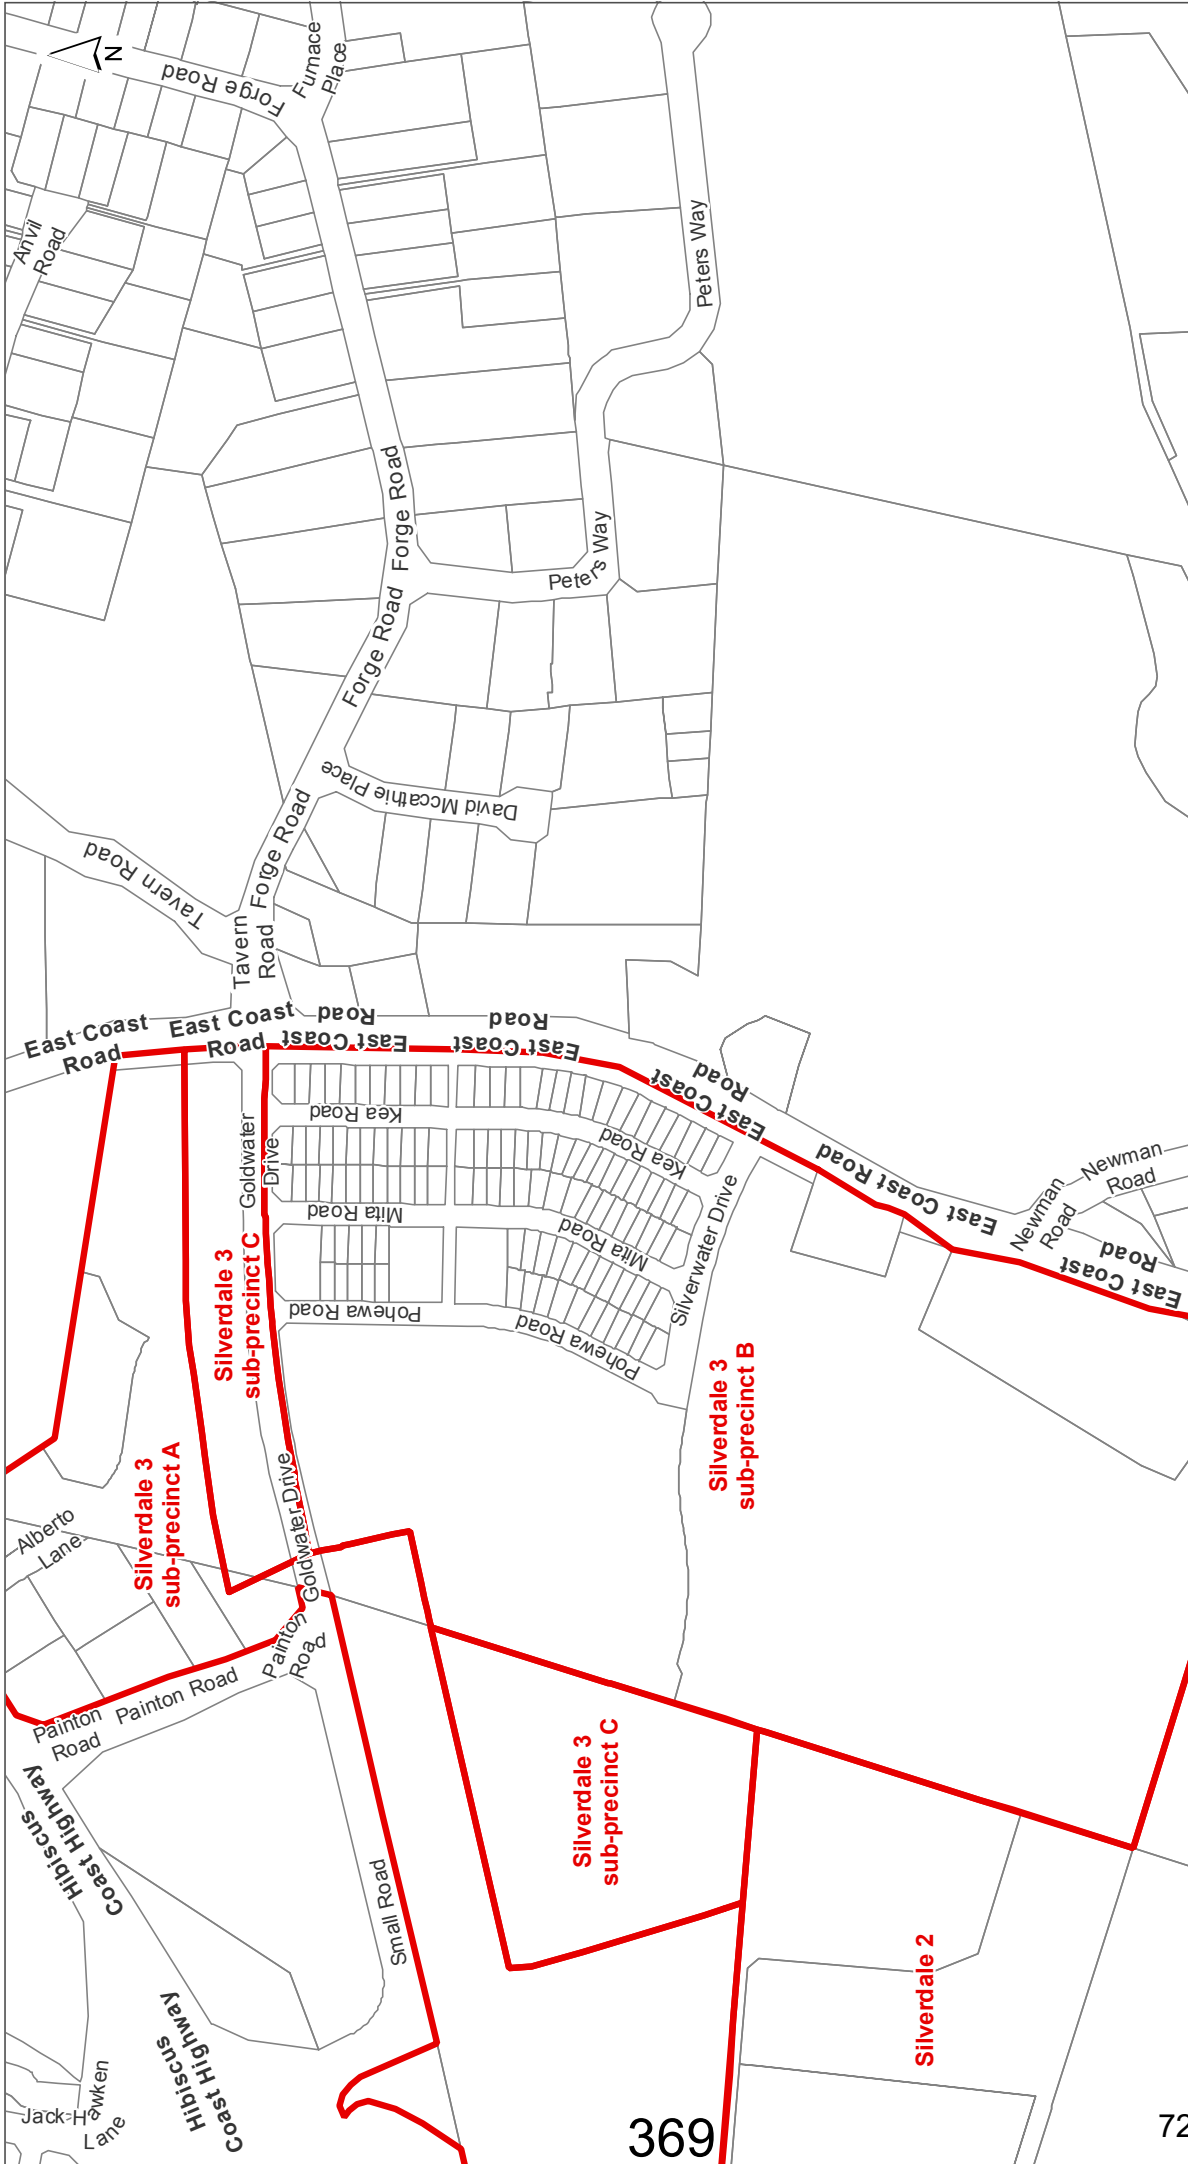 N
Forge Road
Furnace
Place
Anvil
Road
Peters Way
Forge Road
Peters Way
Forge Road
David Mccathie Place
Forge Road
Tavern Road
Tavern
Road
East Coast
Road
East Coast
Road
East Coast
Road
East Coast
Road
East Coast
Road
East Coast Road
Newman
Road
Newman
Road
East Coast
Road
Kea Road
Kea Road
Goldwater
Drive
Mita Road
Mita Road
Silverwater Drive
Pohewa Road
Pohewa Road
Silverdale 3
sub-precinct C
Silverdale 3
sub-precinct B
Silverdale 3
sub-precinct A
Goldwater Drive
Alberto
Lane
Painton
Road
Painton Road
Painton
Road
Hibiscus
Coast Highway
Silverdale 3
sub-precinct C
Small Road
Silverdale 2
Hibiscus
Coast Highway
Jack Hawken
Lane
369
72